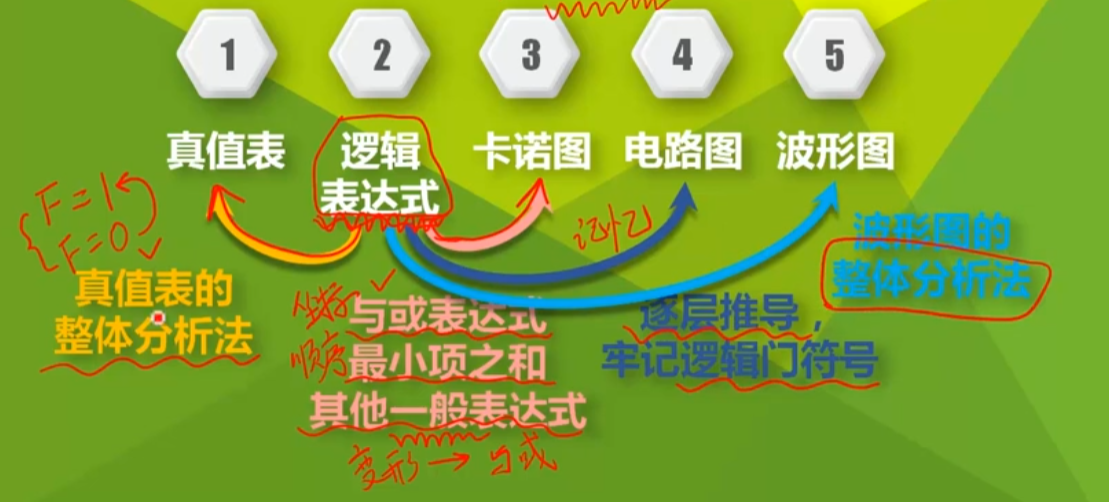 1 2 3 4 5
真值表 逻辑 卡诺图 电路图 波形图
表达式
F=1
F=0
记忆
真值表的
整体分析法
与或表达式
顺序 最小项之和
其他一般表达式
变形→与或
逐层推导，
牢记逻辑门符号
波形图的
整体分析法